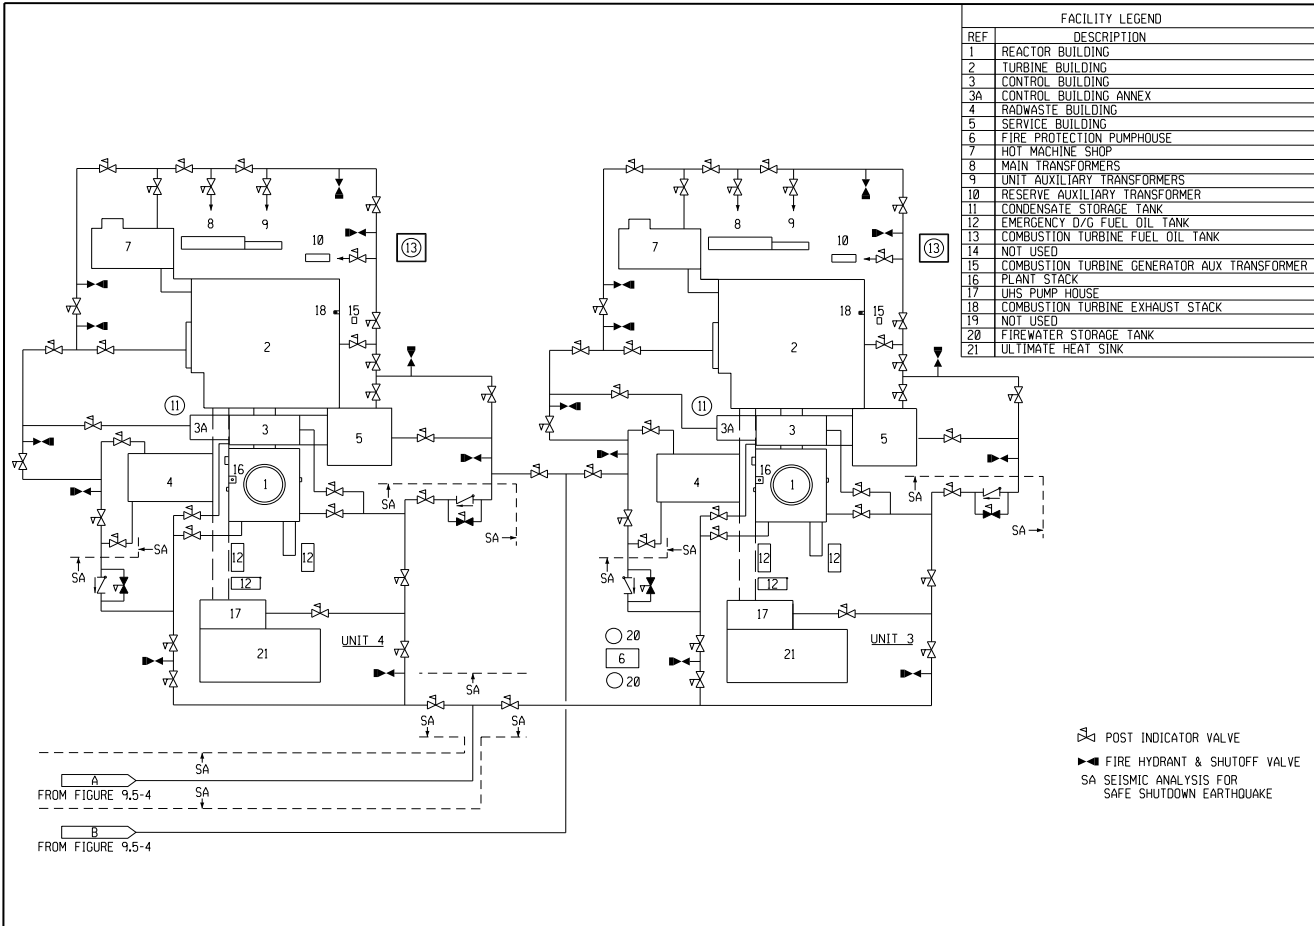 FACILITY LEGEND
REF DESCRIPTION
1 REACTOR BUILDING
2 TURBINE BUILDING
3 CONTROL BUILDING
3A CONTROL BUILDING ANNEX
4 RADWASTE BUILDING
5 SERVICE BUILDING
6 FIRE PROTECTION PUMPHOUSE
7 HOT MACHINE SHOP
8 MAIN TRANSFORMERS
9 UNIT AUXILIARY TRANSFORMERS
10 RESERVE AUXILIARY TRANSFORMER
11 CONDENSATE STORAGE TANK
12 EMERGENCY D/G FUEL OIL TANK
13 COMBUSTION TURBINE FUEL OIL TANK
14 NOT USED
15 COMBUSTION TURBINE GENERATOR AUX TRANSFORMER
16 PLANT STACK
17 UHS PUMP HOUSE
18 COMBUSTION TURBINE EXHAUST STACK
19 NOT USED
20 FIREWATER STORAGE TANK
21 ULTIMATE HEAT SINK
8 9 8 9
7 10 13 7 10 13
18 15 18 15
2 2
11 11
3A 3 5 3A 3 5
16 16
4 1 4 1
SA SA
SA SA
SA SA
12 12 12 12
SA SA
12 12
17 17
20
UNIT 4 UNIT 3
21 6 21
20
SA
SA SA
SA
A
SA
FROM FIGURE 9.5-4
B
FROM FIGURE 9.5-4
POST INDICATOR VALVE
FIRE HYDRANT & SHUTOFF VALVE
SA SEISMIC ANALYSIS FOR
SAFE SHUTDOWN EARTHQUAKE